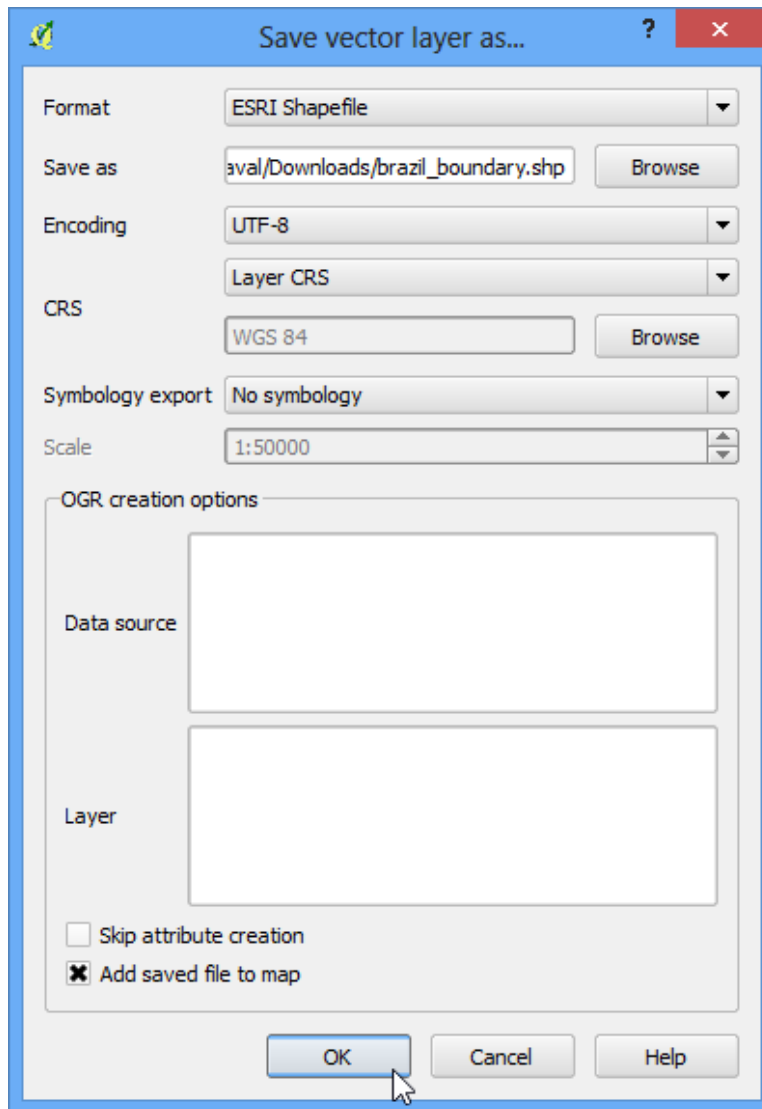 Save vector layer as...
?
Format
ESRI Shapefile
Save as
aval/Downloads/brazil_boundary.shp
Browse
Encoding
UTF-8
Layer CRS
CRS
WGS 84
Browse
Symbology export
No symbology
Scale
1:50000
OGR creation options
Data source
Layer
Skip attribute creation
Add saved file to map
OK
Cancel
Help